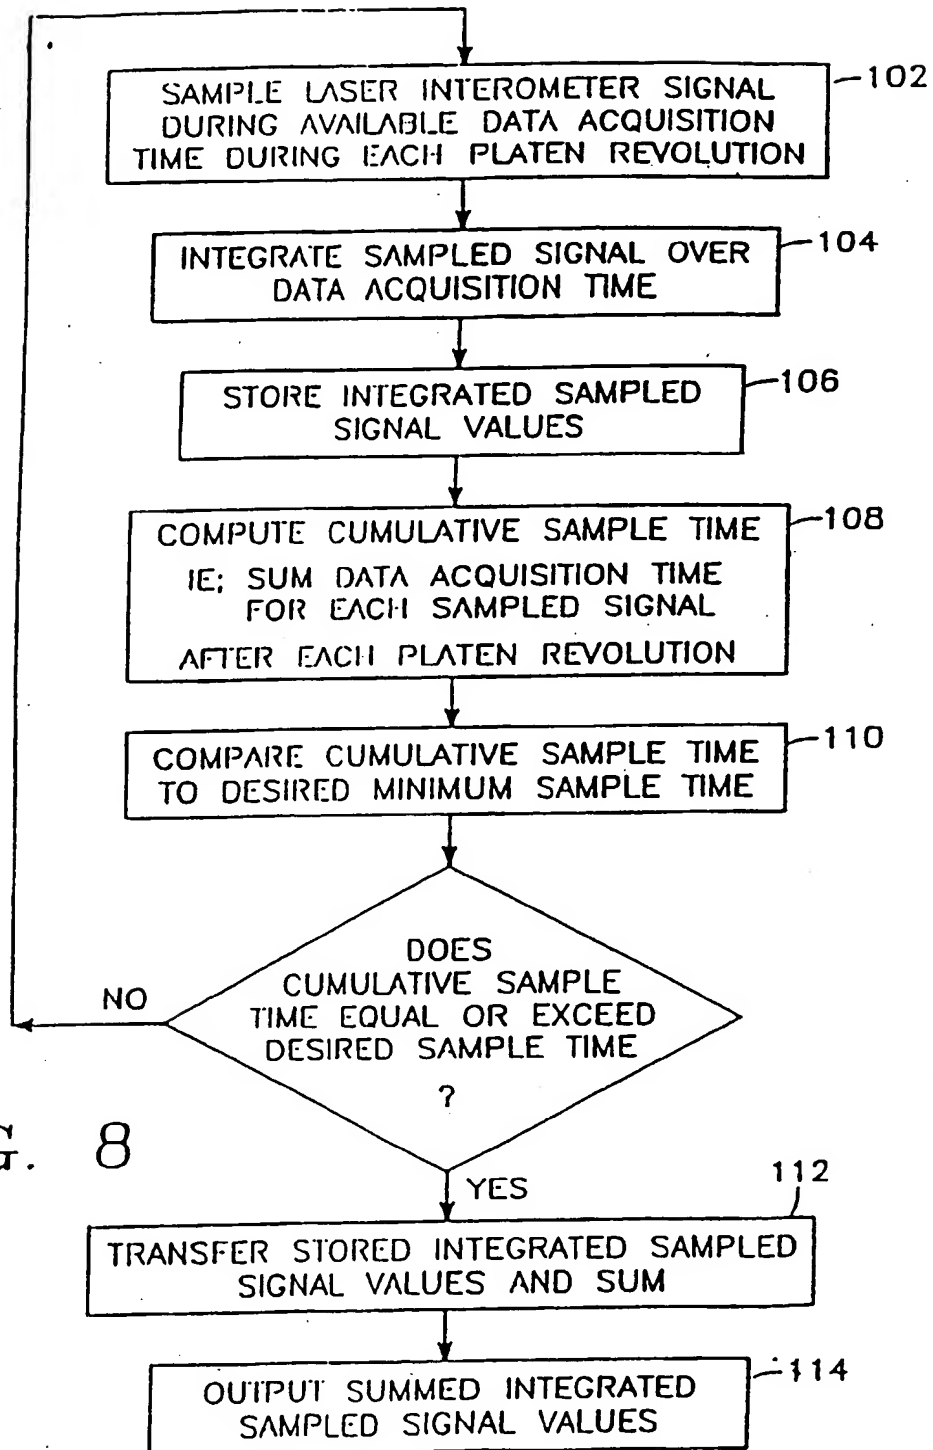 SAMPLE LASER INTEROMETER SIGNAL
DURING AVAILABLE DATA ACQUISITION
TIME DURING EACH PLATEN REVOLUTION
102
INTEGRATE SAMPLED SIGNAL OVER
DATA ACQUISITION TIME
104
STORE INTEGRATED SAMPLED
SIGNAL VALUES
106
COMPUTE CUMULATIVE SAMPLE TIME
IE; SUM DATA ACQUISITION TIME
FOR EACH SAMPLED SIGNAL
AFTER EACH PLATEN REVOLUTION
108
COMPARE CUMULATIVE SAMPLE TIME
TO DESIRED MINIMUM SAMPLE TIME
110
DOES
CUMULATIVE SAMPLE
TIME EQUAL OR EXCEED
DESIRED SAMPLE TIME
?
NO
G. 8
YES
112
TRANSFER STORED INTEGRATED SAMPLED
SIGNAL VALUES AND SUM
OUTPUT SUMMED INTEGRATED
SAMPLED SIGNAL VALUES
114